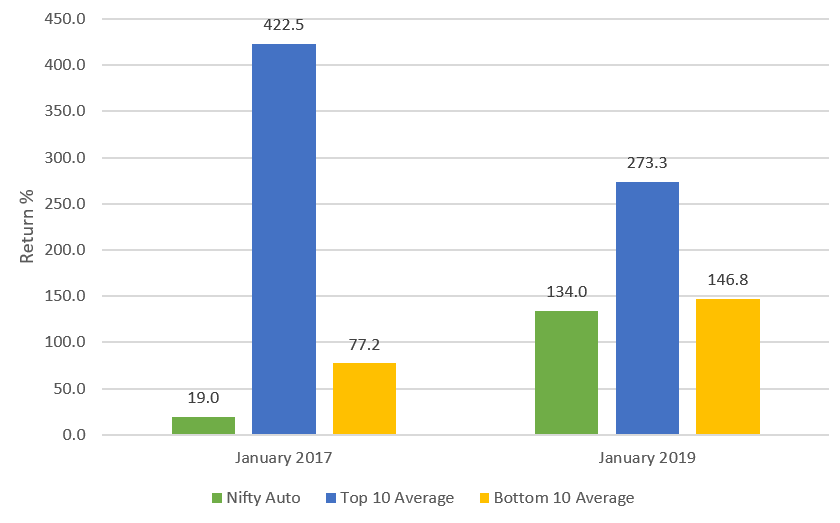 Return %
450.0
400.0
350.0
300.0
250.0
200.0
150.0
100.0
50.0
0.0
19.0
422.5
77.2
134.0
273.3
146.8
January 2017
January 2019
Nifty Auto
Top 10 Average
Bottom 10 Average